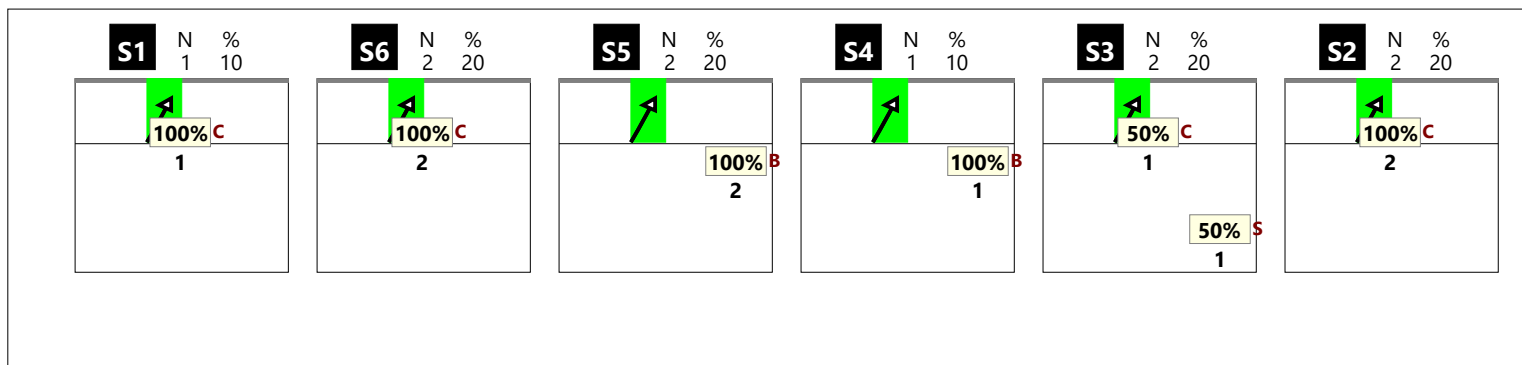 S1 N % S6 N % S5 N % S4 N % S3 N % S2 N %
1 10 2 20 2 20 1 10 2 20 2 20
100% C 100% C 50% C 100% C
1 2 100% B 100% B 1 2
2 1
50% S
1